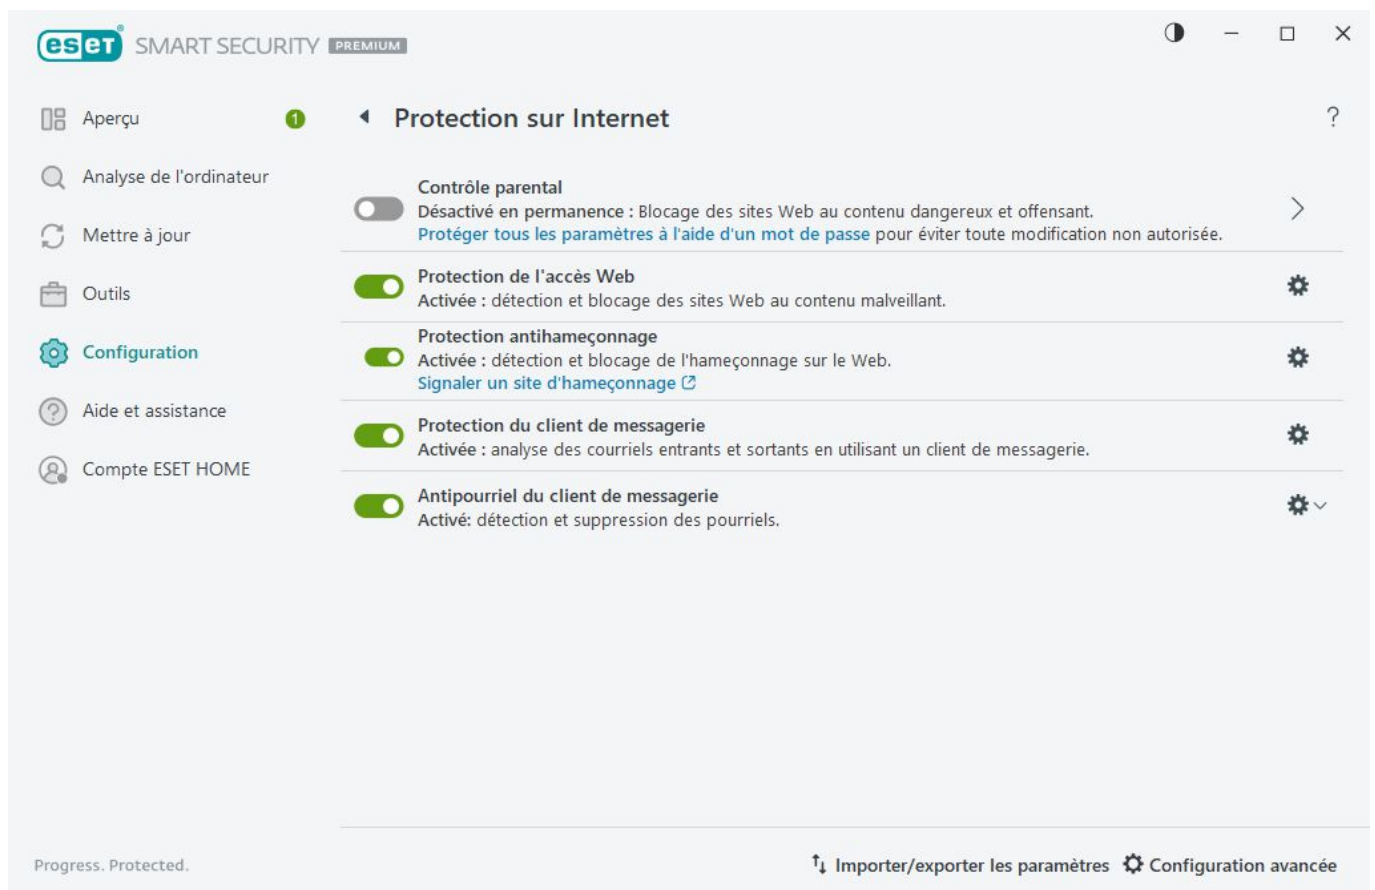 eset SMART SECURITY PREMIUM
Aperçu 1
Analyse de l'ordinateur
Mettre à jour
Outils
Configuration
Aide et assistance
Compte ESET HOME
Protection sur Internet ?
Contrôle parental
Désactivé en permanence : Blocage des sites Web au contenu dangereux et offensant.
Protéger tous les paramètres à l'aide d'un mot de passe pour éviter toute modification non autorisée.
Protection de l'accès Web
Activée : détection et blocage des sites Web au contenu malveillant.
Protection antihameçonnage
Activée : détection et blocage de l'hameçonnage sur le Web.
Signaler un site d'hameçonnage
Protection du client de messagerie
Activée : analyse des courriels entrants et sortants en utilisant un client de messagerie.
Antipourriel du client de messagerie
Activé: détection et suppression des pourriels.
Progress. Protected.
Importer/exporter les paramètres Configuration avancée